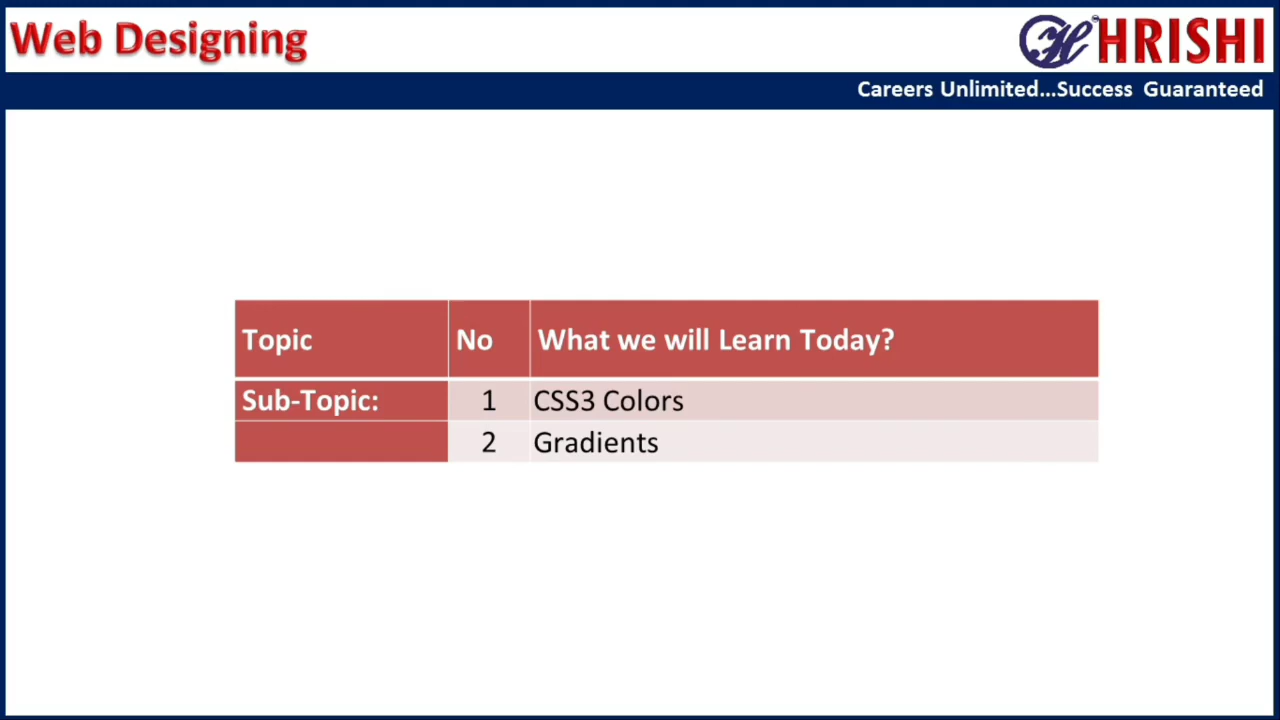 Web Designing
HRISHI
Careers Unlimited...Success Guaranteed
Topic No What we will Learn Today?
Sub-Topic: 1 CSS3 Colors
2 Gradients